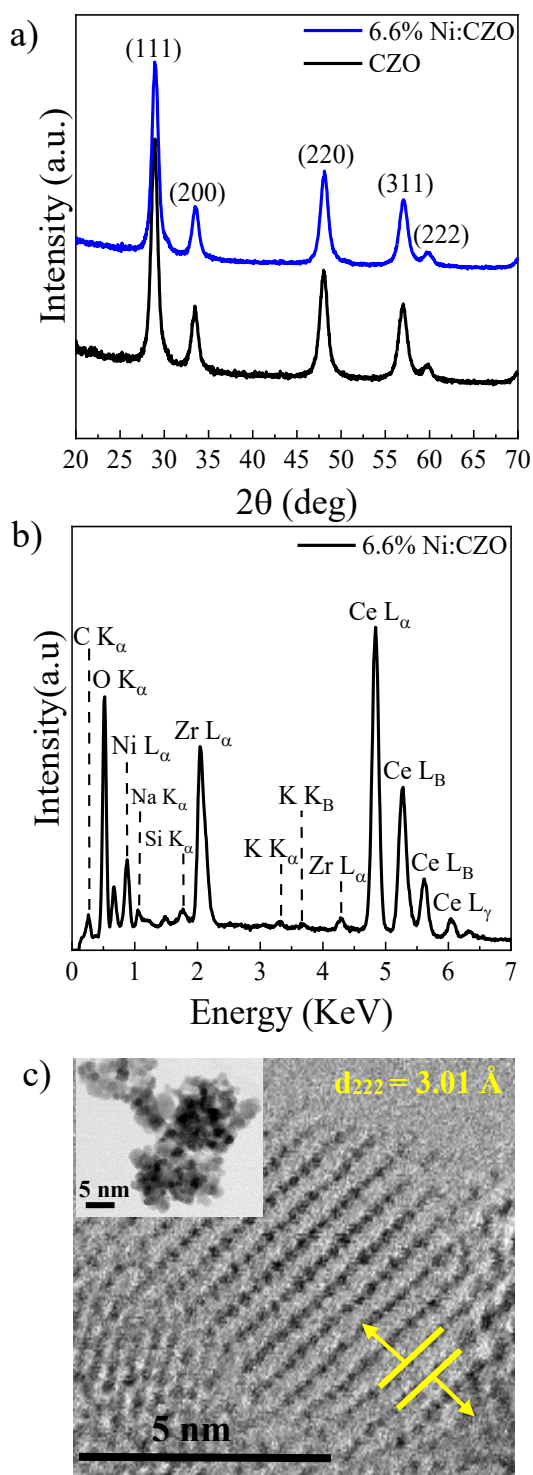 a)
6.6% Ni:CZO
CZO
(111)
(200)
(220)
(311)
(222)
Intensity (a.u.)
20 25 30 35 40 45 50 55 60 65 70
2θ (deg)
b)
6.6% Ni:CZO
C Kα
O Kα
Ni Lα
Na Kα
Si Kα
Zr Lα
K Kα
K KB
Zr Lα
Ce Lα
Ce LB
Ce LB
Ce Lγ
Intensity(a.u)
0 1 2 3 4 5 6 7
Energy (KeV)
c)
d222 = 3.01 Å
5 nm
5 nm